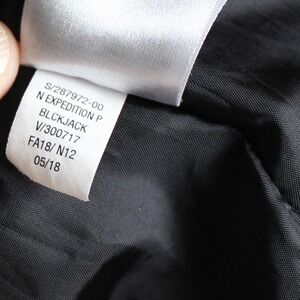 S/287972-00
N EXPEDITION P
BLCKJACK
V/300717
FA18/ N12
05/18